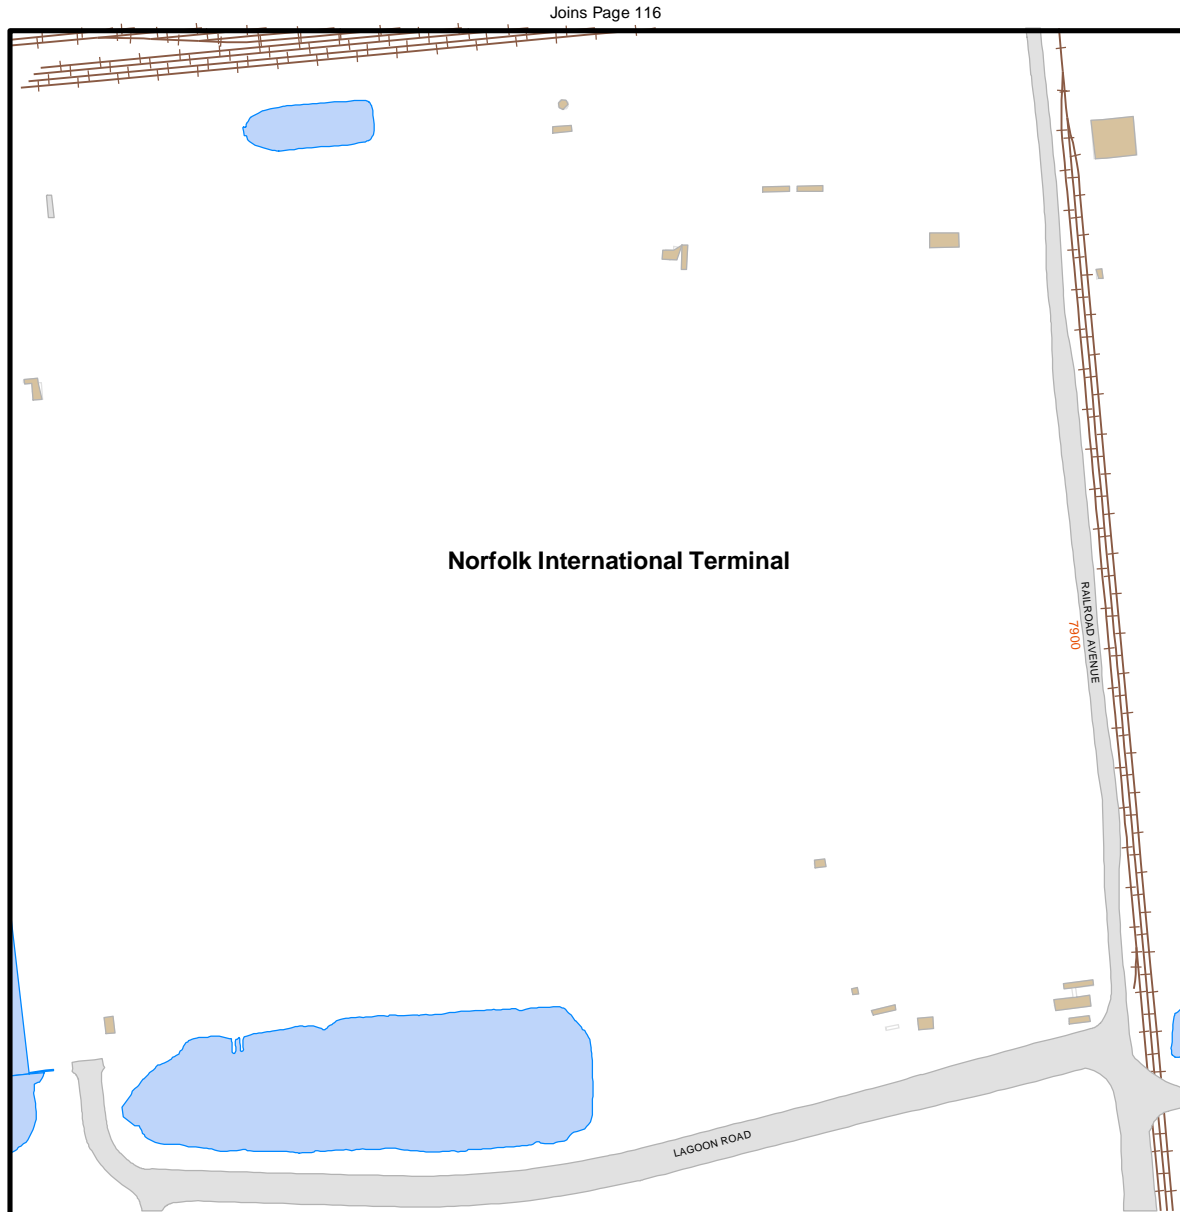 Joins Page 116
Norfolk International Terminal
RAILROAD AVENUE
7900
LAGOON ROAD